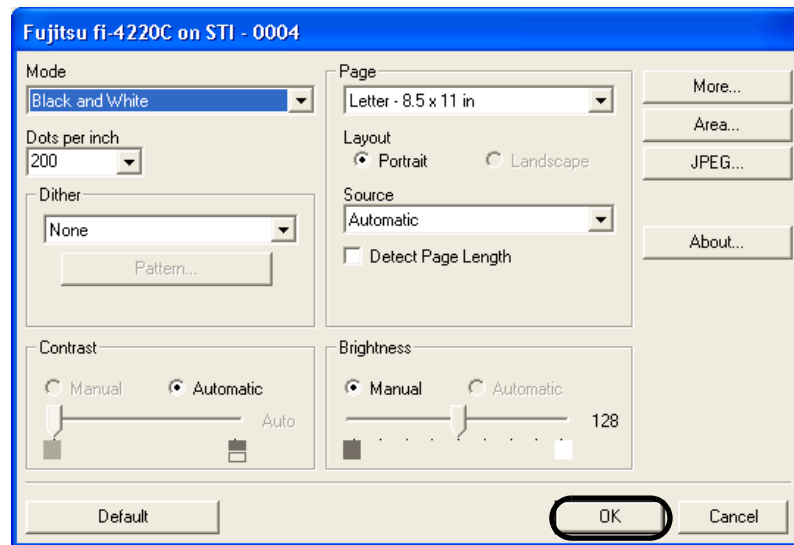 Fujitsu fi-4220C on STI - 0004
Mode
Black and White
Dots per inch
200
Dither
None
Pattern...
Page
Letter - 8.5 x 11 in
Layout
Portrait Landscape
Source
Automatic
Detect Page Length
More...
Area...
JPEG...
About...
Contrast
Manual Automatic
Auto
Brightness
Manual Automatic
128
Default OK Cancel